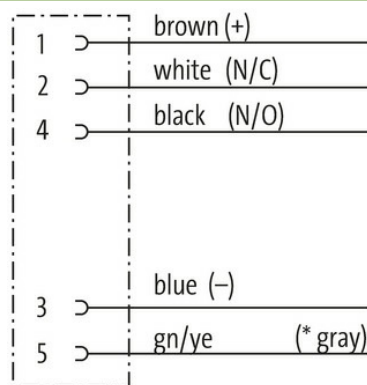 1 brown (+)
2 white (N/C)
4 black (N/O)
3 blue (–)
5 gn/ye (* gray)